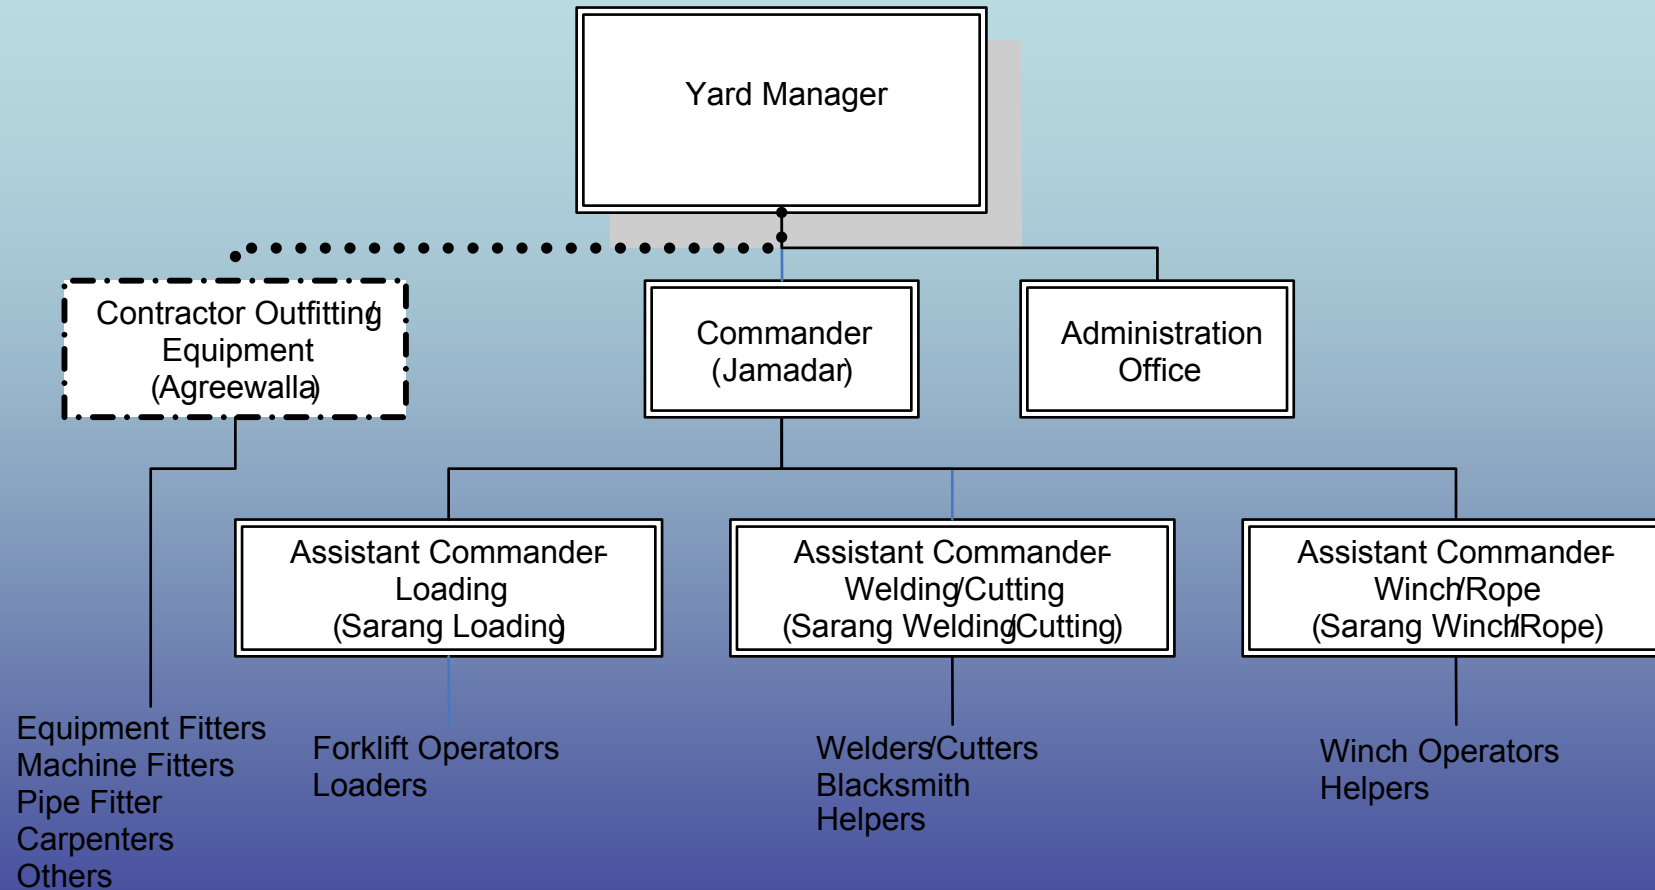 Yard Manager
Contractor Outfitting/
Equipment
(Agreewalla)
Commander
(Jamadar)
Administration
Office
Assistant Commander-
Loading
(Sarang Loading)
Assistant Commander-
Welding/Cutting
(Sarang Welding/Cutting)
Assistant Commander-
Winch/Rope
(Sarang Winch/Rope)
Equipment Fitters
Machine Fitters
Pipe Fitter
Carpenters
Others
Forklift Operators
Loaders
Welders/Cutters
Blacksmith
Helpers
Winch Operators
Helpers